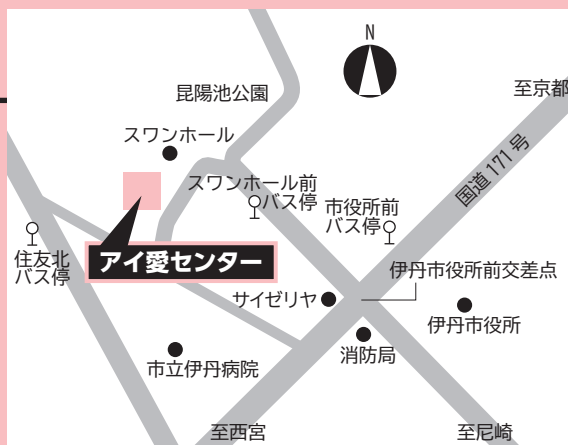 N
昆陽池公園
至京都
スワンホール
国道171号
スワンホール前
バス停
市役所前
バス停
住友北
バス停
アイ愛センター
伊丹市役所前交差点
サイゼリヤ
伊丹市役所
消防局
市立伊丹病院
至西宮
至尼崎